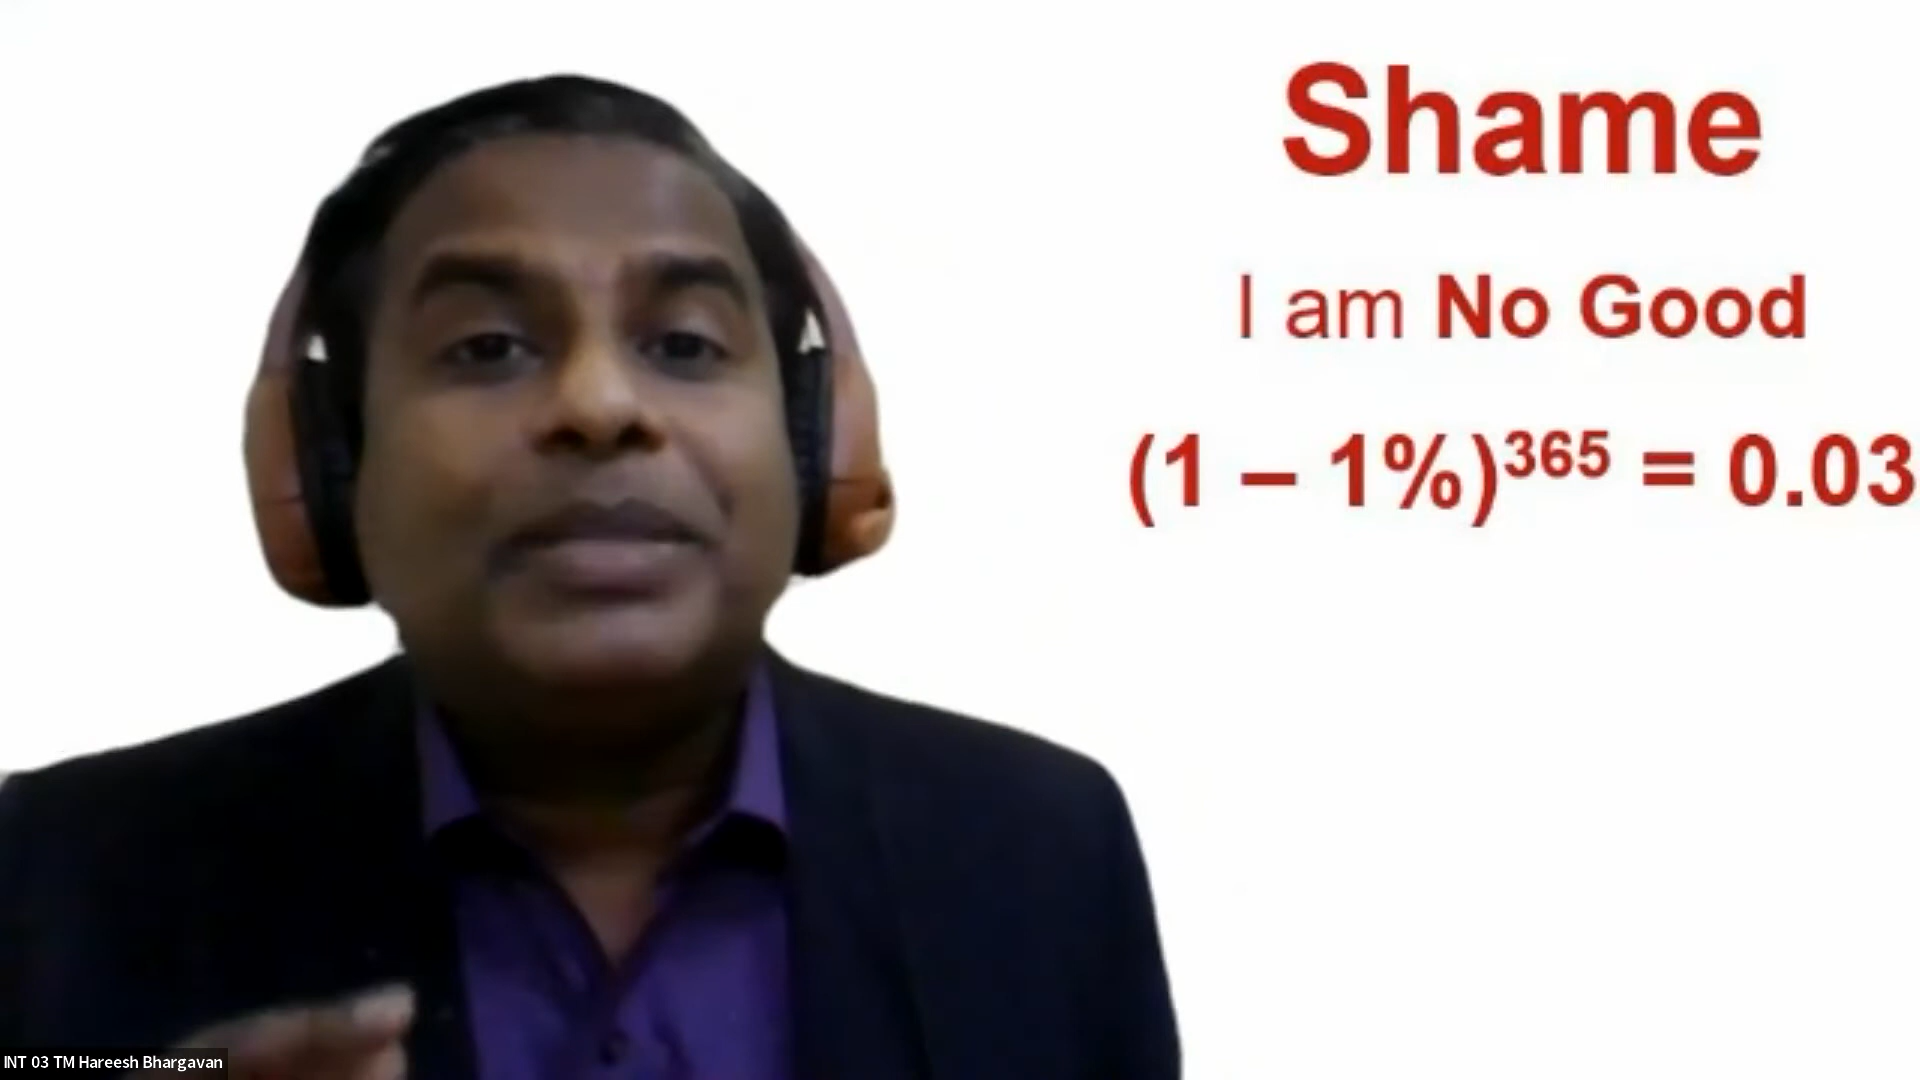 Shame
I am No Good
(1 – 1%)³⁶⁵ = 0.03
INT 03 TM Hareesh Bhargavan